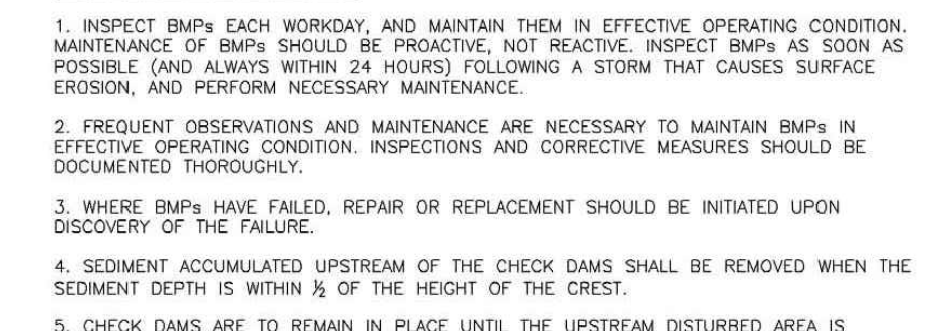 1. INSPECT BMPs EACH WORKDAY, AND MAINTAIN THEM IN EFFECTIVE OPERATING CONDITION.
MAINTENANCE OF BMPs SHOULD BE PROACTIVE, NOT REACTIVE. INSPECT BMPs AS SOON AS
POSSIBLE (AND ALWAYS WITHIN 24 HOURS) FOLLOWING A STORM THAT CAUSES SURFACE
EROSION, AND PERFORM NECESSARY MAINTENANCE.
2. FREQUENT OBSERVATIONS AND MAINTENANCE ARE NECESSARY TO MAINTAIN BMPs IN
EFFECTIVE OPERATING CONDITION. INSPECTIONS AND CORRECTIVE MEASURES SHOULD BE
DOCUMENTED THOROUGHLY.
3. WHERE BMPs HAVE FAILED, REPAIR OR REPLACEMENT SHOULD BE INITIATED UPON
DISCOVERY OF THE FAILURE.
4. SEDIMENT ACCUMULATED UPSTREAM OF THE CHECK DAMS SHALL BE REMOVED WHEN THE
SEDIMENT DEPTH IS WITHIN ½ OF THE HEIGHT OF THE CREST.
5. CHECK DAMS ARE TO REMAIN IN PLACE UNTIL THE UPSTREAM DISTURBED AREA IS